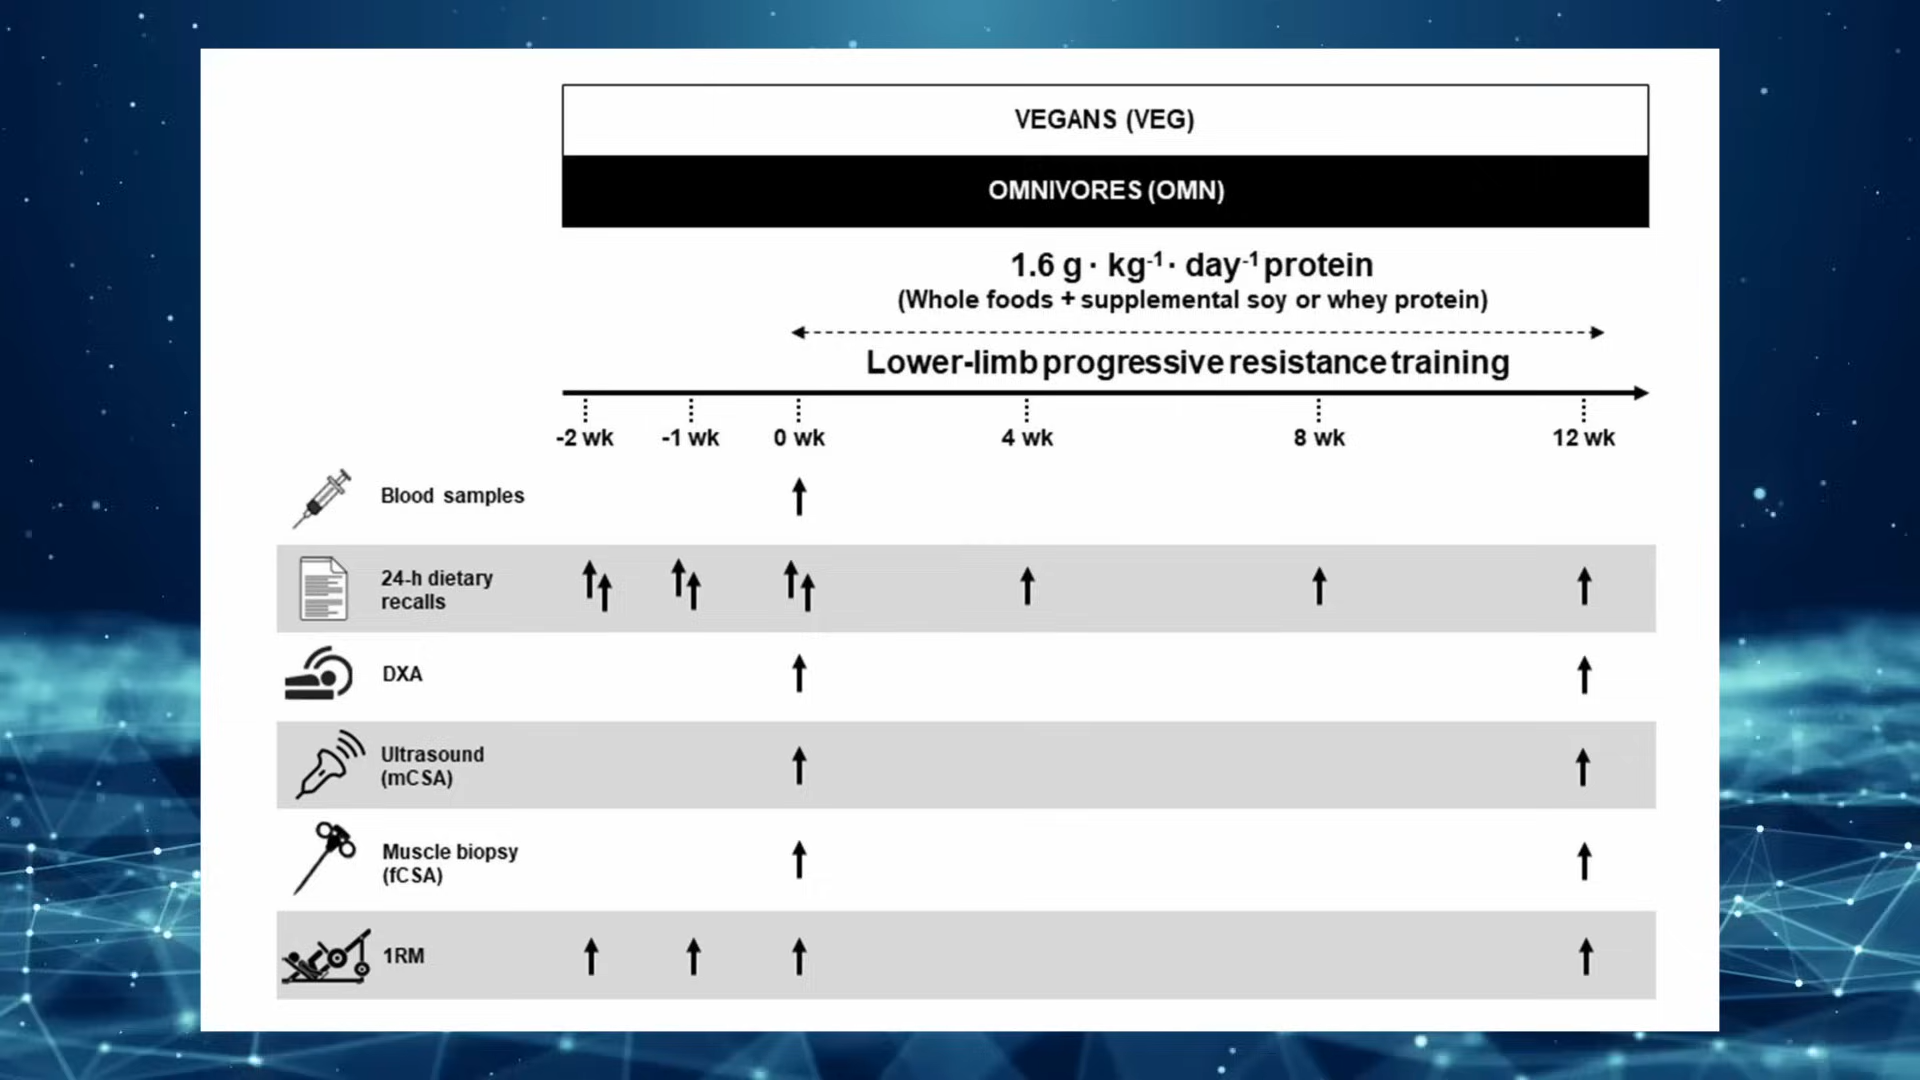 VEGANS (VEG)
OMNIVORES (OMN)
1.6 g · kg⁻¹ · day⁻¹ protein
(Whole foods + supplemental soy or whey protein)
Lower-limb progressive resistance training
-2 wk -1 wk 0 wk 4 wk 8 wk 12 wk
Blood samples
24-h dietary
recalls
DXA
Ultrasound
(mCSA)
Muscle biopsy
(fCSA)
1RM